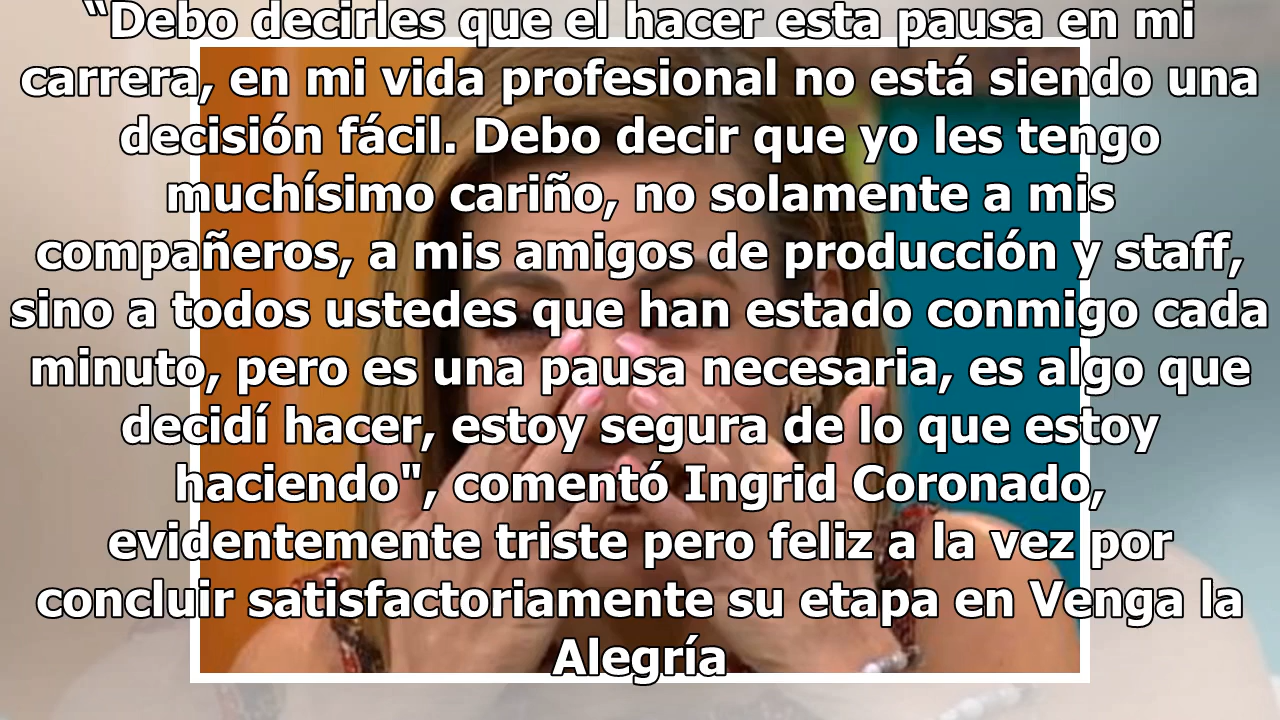 “Debo decirles que el hacer esta pausa en mi
carrera, en mi vida profesional no está siendo una
decisión fácil. Debo decir que yo les tengo
muchísimo cariño, no solamente a mis
compañeros, a mis amigos de producción y staff,
sino a todos ustedes que han estado conmigo cada
minuto, pero es una pausa necesaria, es algo que
decidí hacer, estoy segura de lo que estoy
haciendo", comentó Ingrid Coronado,
evidentemente triste pero feliz a la vez por
concluir satisfactoriamente su etapa en Venga la
Alegría